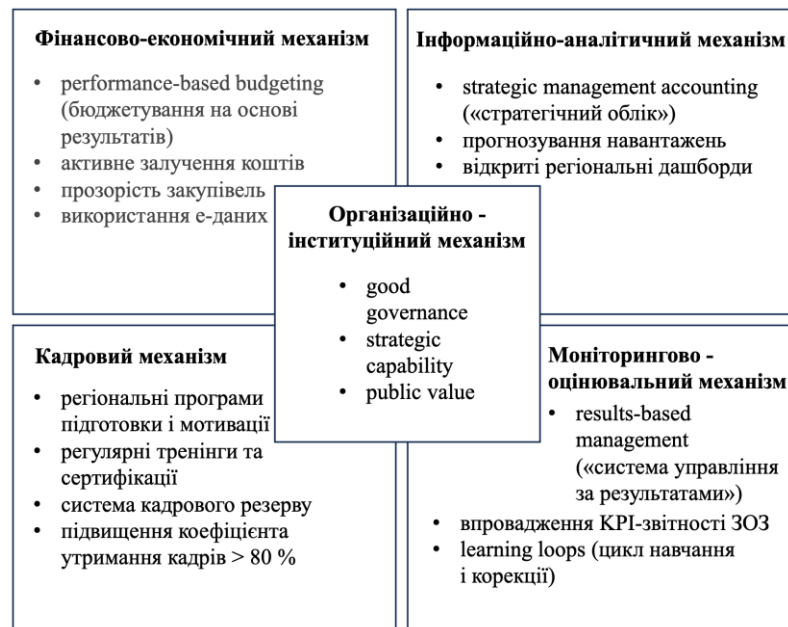 Фінансово-економічний механізм
• performance-based budgeting
(бюджетування на основі
результатів)
• активне залучення коштів
• прозорість закупівель
• використання е-даних
Інформаційно-аналітичний механізм
• strategic management accounting
(«стратегічний облік»)
• прогнозування навантажень
• відкриті регіональні дашборди
Організаційно -
інституційний механізм
• good
governance
• strategic
capability
• public value
Кадровий механізм
• регіональні програми
підготовки і мотивації
• регулярні тренінги та
сертифікації
• система кадрового резерву
• підвищення коефіцієнта
утримання кадрів > 80 %
Моніторингово -
оцінювальний механізм
• results-based
management
(«система управління
за результатами»)
• впровадження KPI-звітності ЗОЗ
• learning loops (цикл навчання
і корекції)